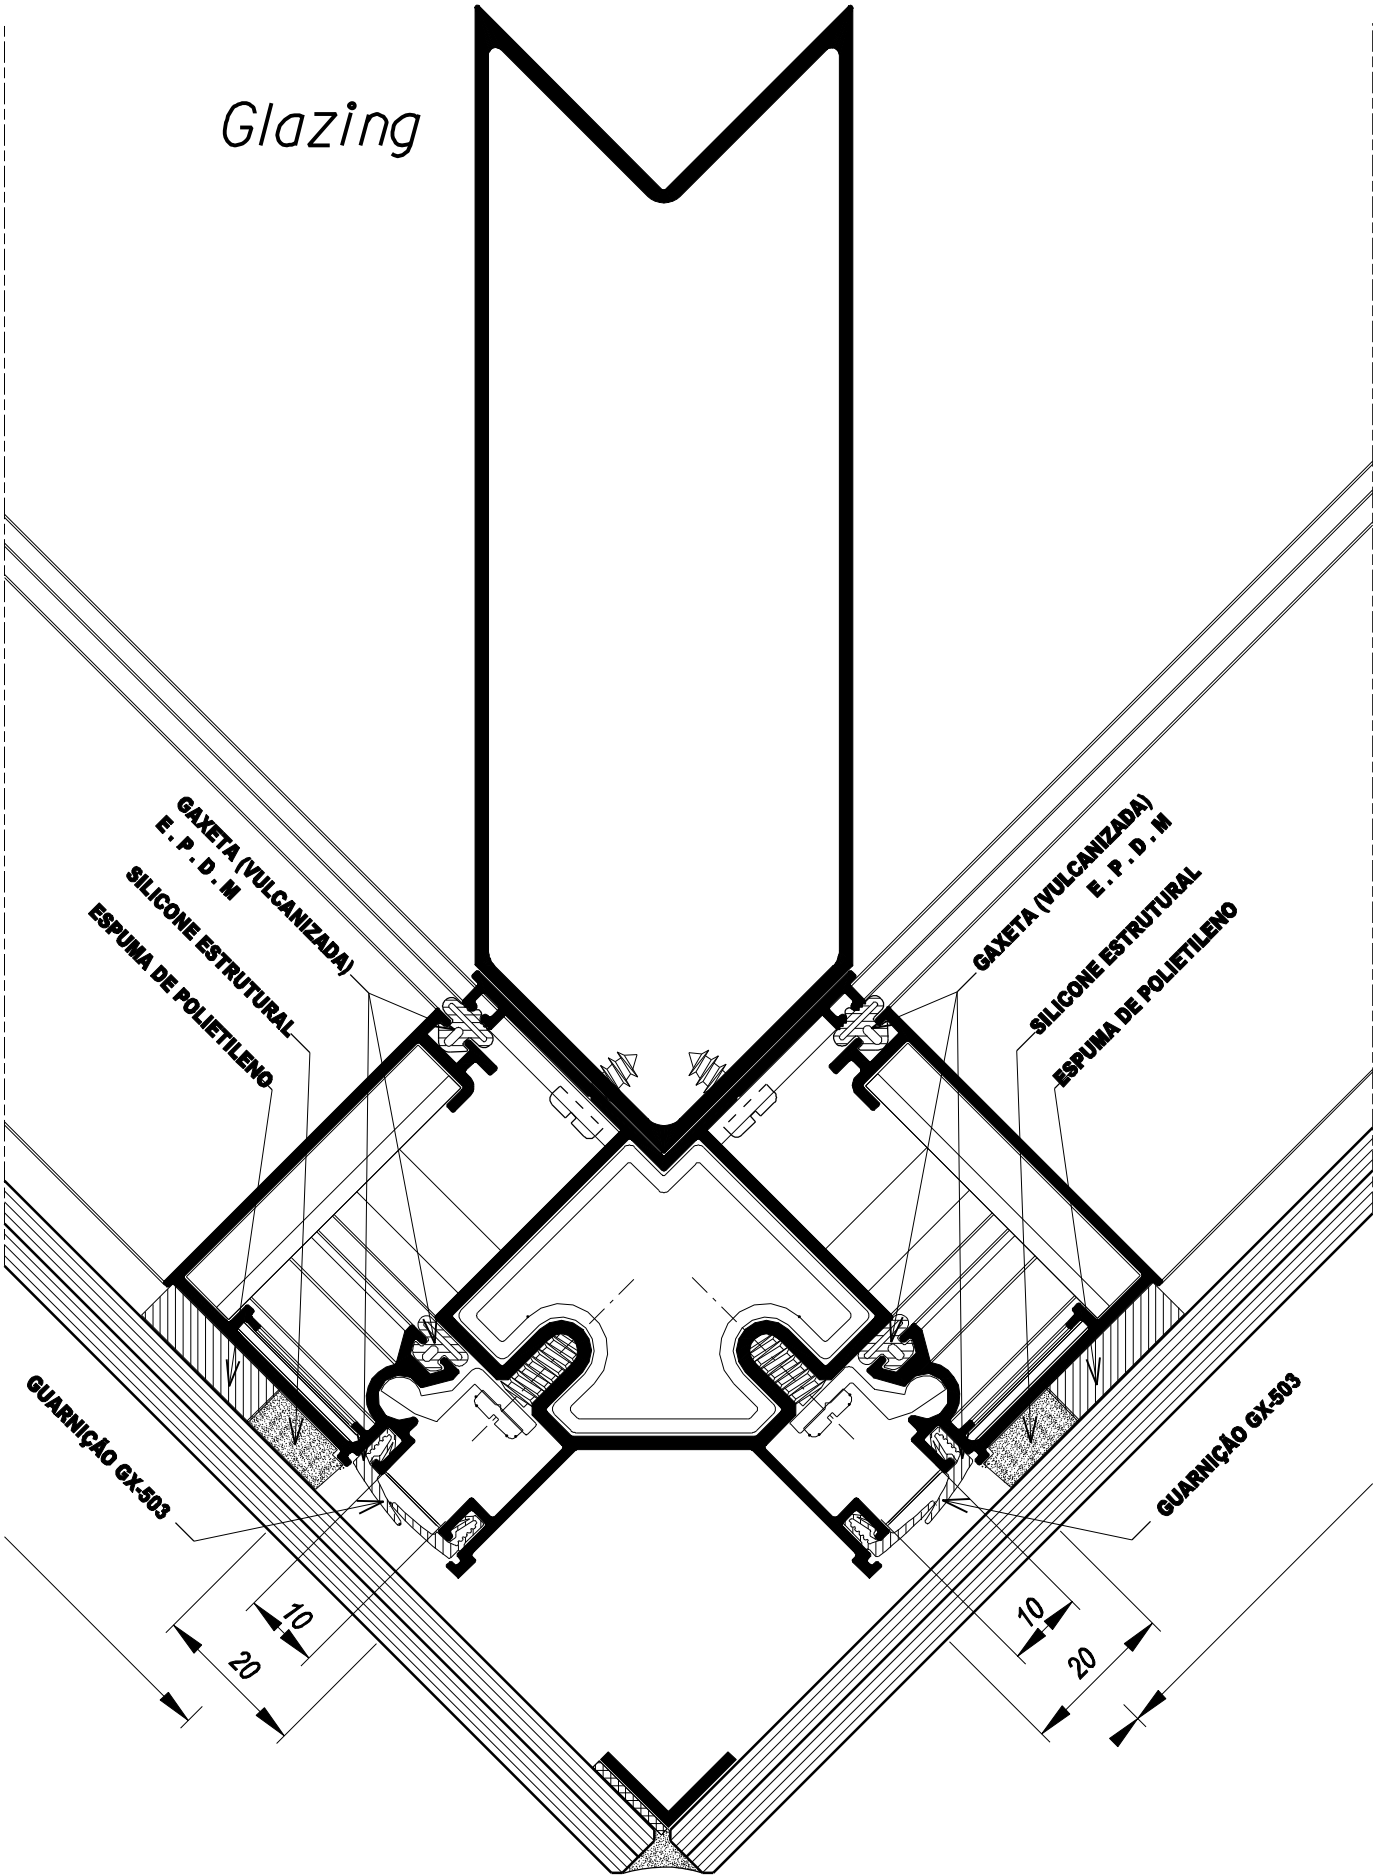 Glazing
GAXETA (VULCANIZADA)
E . P . D . M
SILICONE ESTRUTURAL
ESPUMA DE POLIETILENO
GAXETA (VULCANIZADA)
E . P . D . M
SILICONE ESTRUTURAL
ESPUMA DE POLIETILENO
GUARNIÇÃO GX-503
GUARNIÇÃO GX-503
10
20
10
20